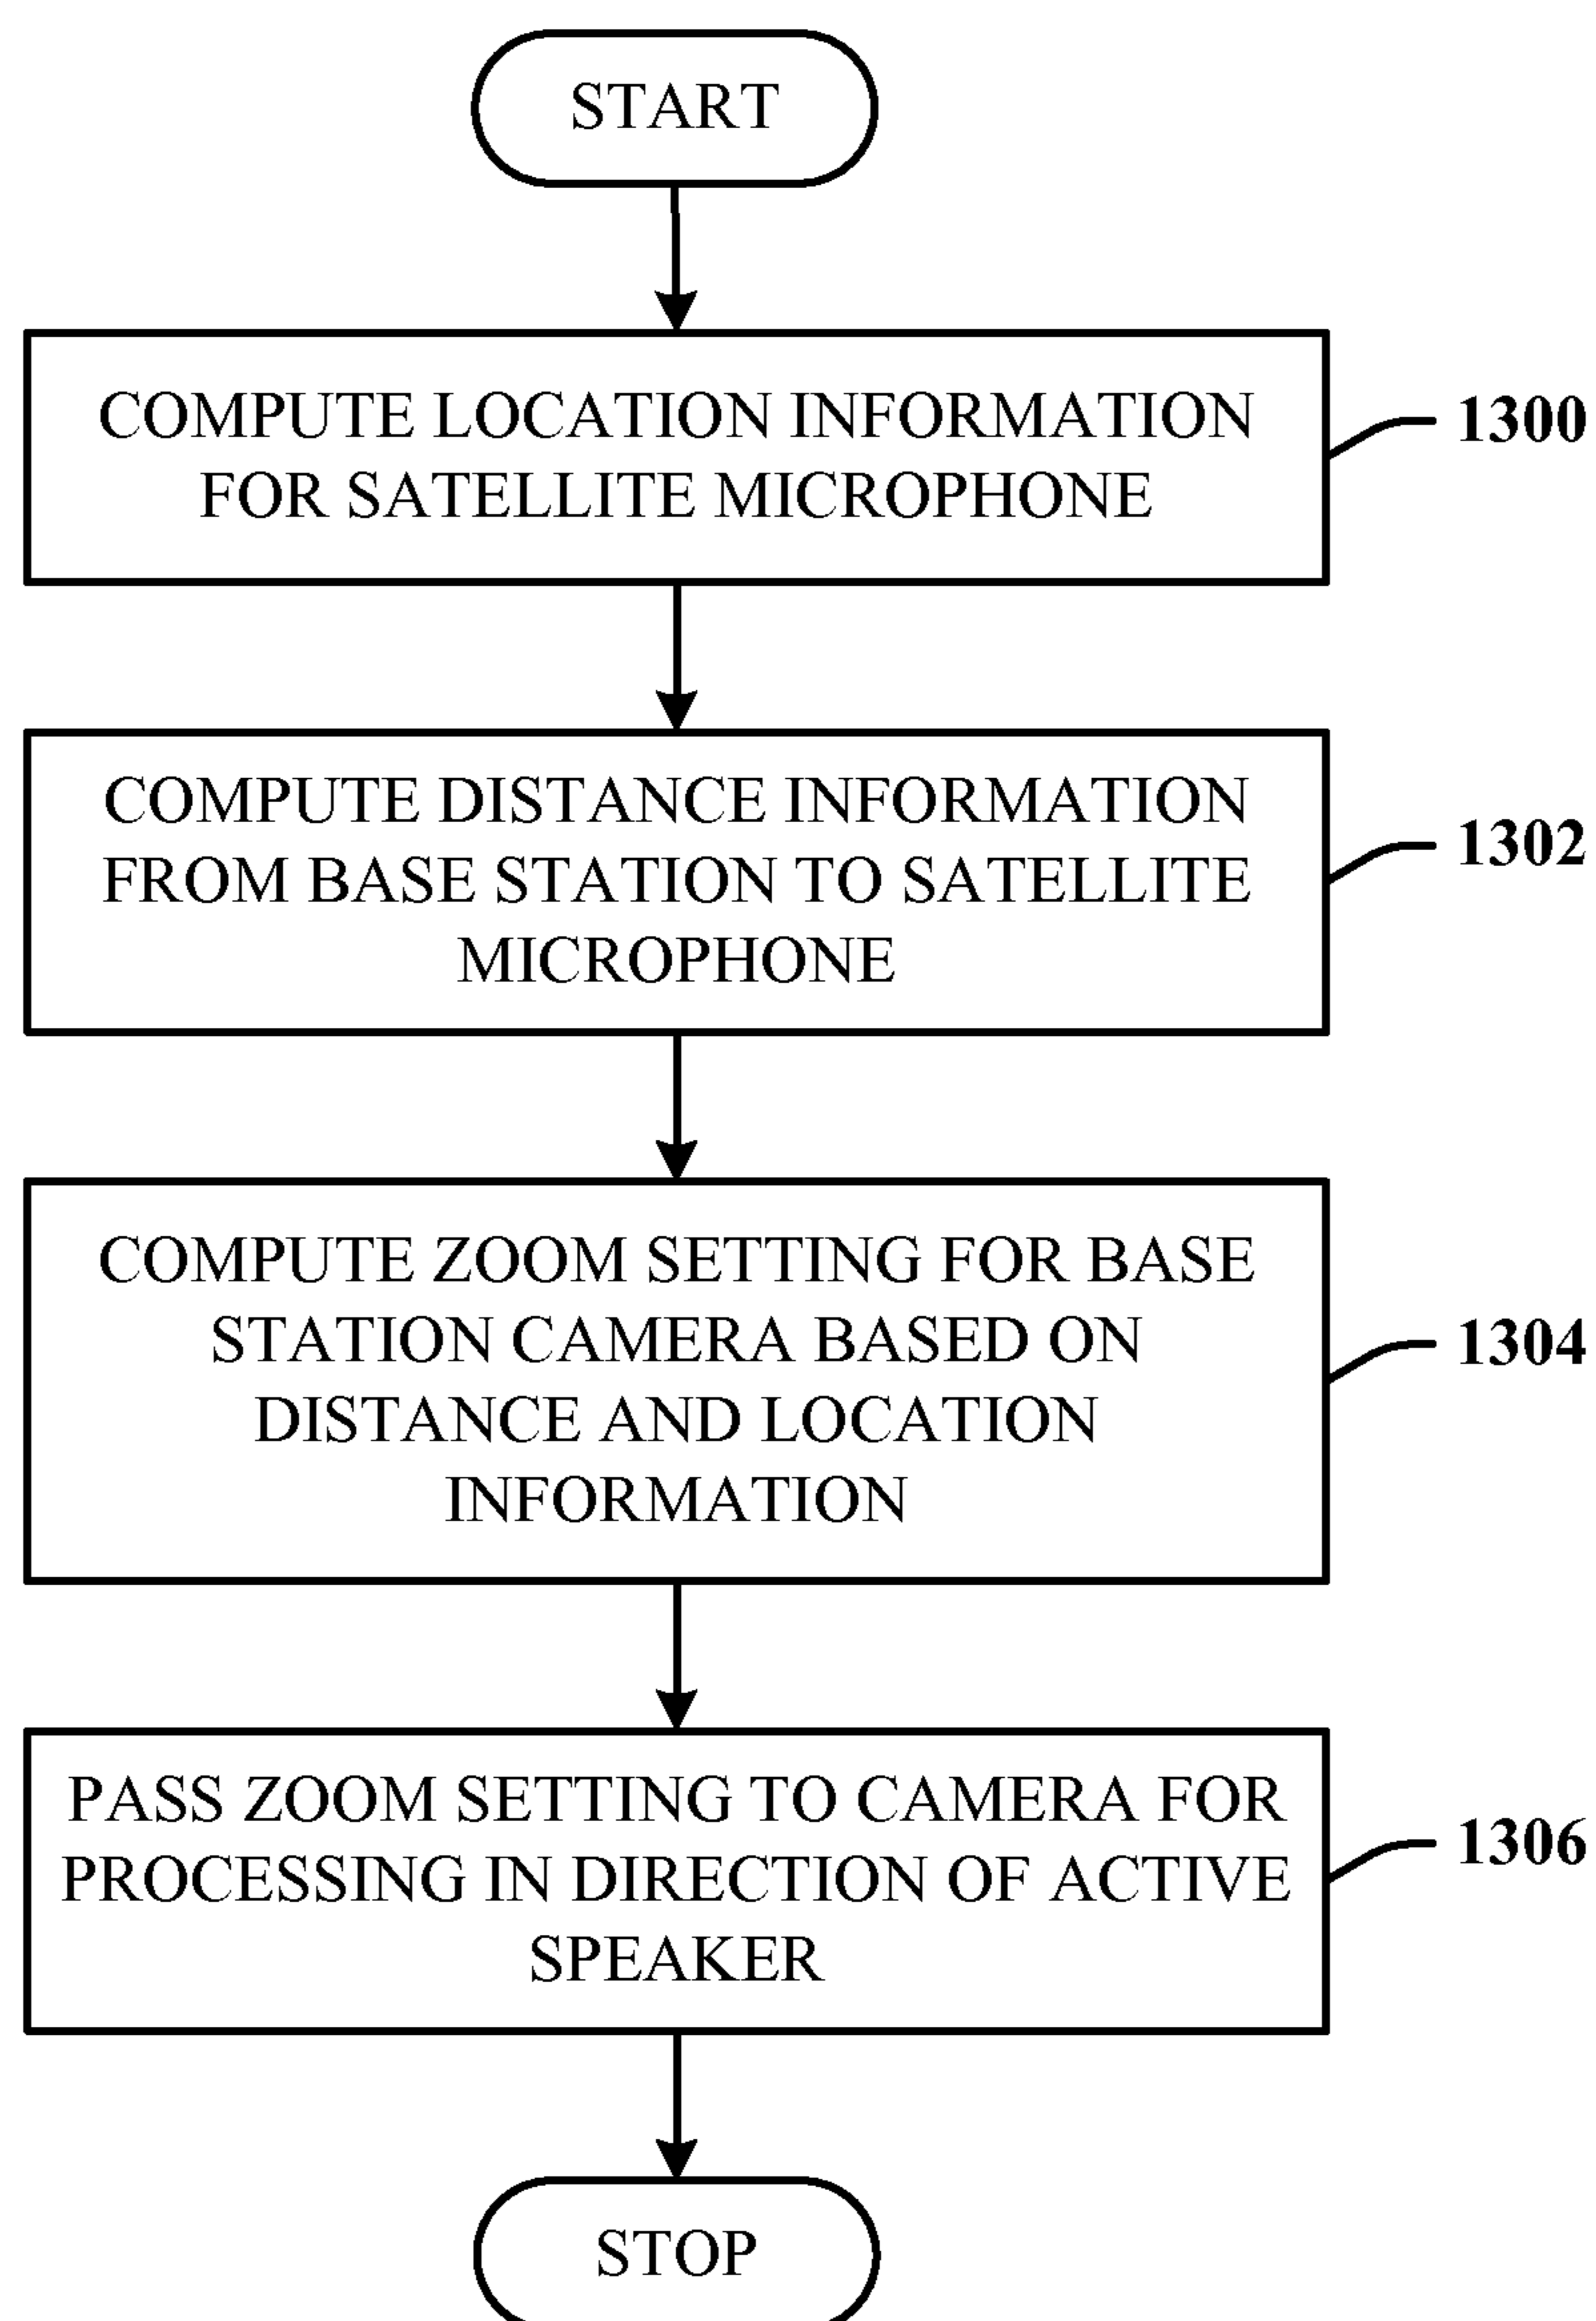 START
COMPUTE LOCATION INFORMATION
FOR SATELLITE MICROPHONE
1300
COMPUTE DISTANCE INFORMATION
FROM BASE STATION TO SATELLITE
MICROPHONE
1302
COMPUTE ZOOM SETTING FOR BASE
STATION CAMERA BASED ON
DISTANCE AND LOCATION
INFORMATION
1304
PASS ZOOM SETTING TO CAMERA FOR
PROCESSING IN DIRECTION OF ACTIVE
SPEAKER
1306
STOP